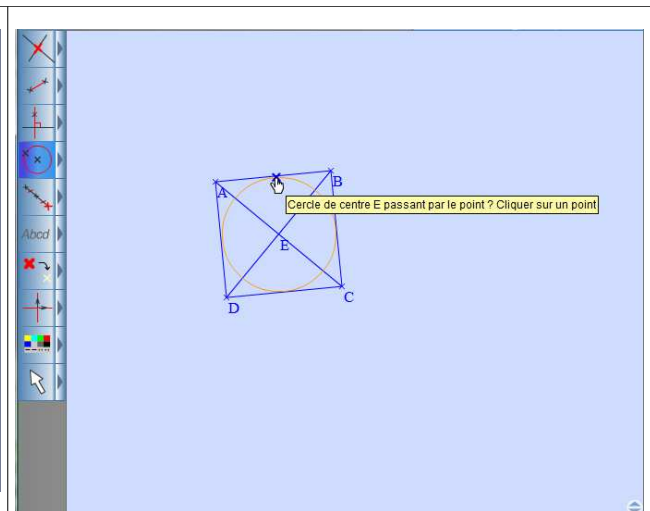 A
B
Cercle de centre E passant par le point ? Cliquer sur un point
Abcd
E
C
D